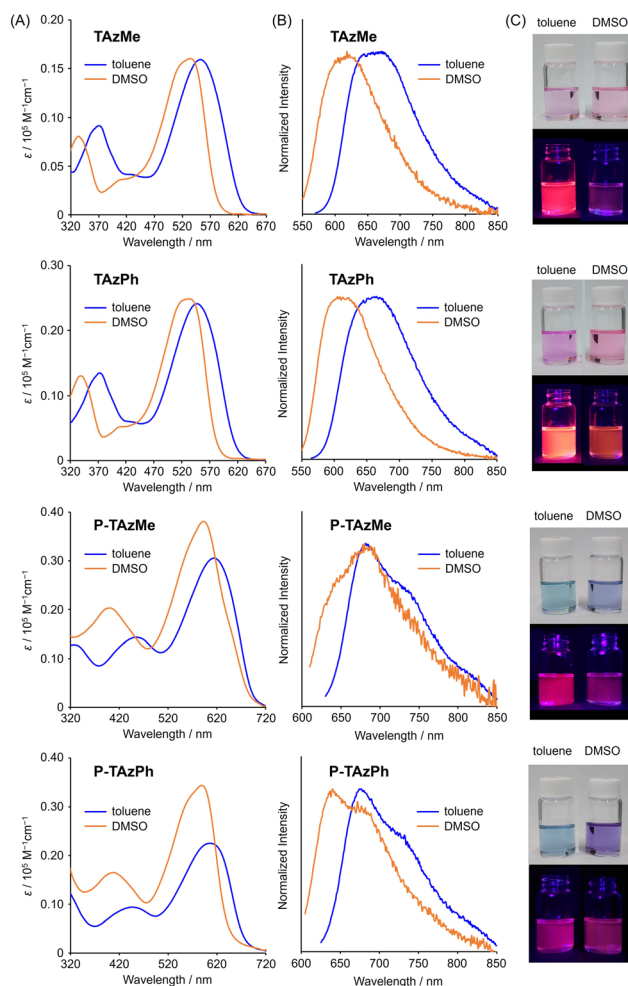 (A)
(B)
(C)
TAzMe
toluene
DMSO
ε / 10⁵ M⁻¹cm⁻¹
0.20
0.15
0.10
0.05
0
320 370 420 470 520 570 620 670
Wavelength / nm
toluene
DMSO
Normalized Intensity
550 600 650 700 750 800 850
Wavelength / nm
toluene DMSO
TAzPh
toluene
DMSO
ε / 10⁵ M⁻¹cm⁻¹
0.30
0.20
0.10
0.00
320 370 420 470 520 570 620 670
Wavelength / nm
TAzPh
toluene
DMSO
Normalized Intensity
550 600 650 700 750 800 850
Wavelength / nm
toluene DMSO
P-TAzMe
toluene
DMSO
ε / 10⁵ M⁻¹cm⁻¹
0.40
0.30
0.20
0.10
0.00
320 420 520 620 720
Wavelength / nm
P-TAzMe
toluene
DMSO
Normalized Intensity
600 650 700 750 800 850
Wavelength / nm
toluene DMSO
P-TAzPh
toluene
DMSO
ε / 10⁵ M⁻¹cm⁻¹
0.40
0.30
0.20
0.10
0.00
320 420 520 620 720
Wavelength / nm
P-TAzPh
toluene
DMSO
Normalized Intensity
600 650 700 750 800 850
Wavelength / nm
toluene DMSO